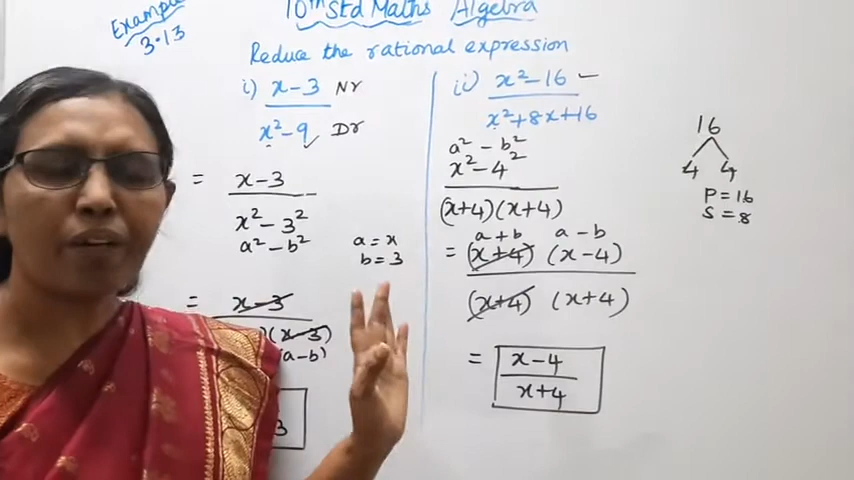 Example 3.13
10th Std Maths Algebra
Reduce the rational expression
i) x-3 Nr
x²-9 Dr
= x-3
x²-3²
a²-b²
a=x
b=3
= x-3
)(x-3)
(a-b)
3
ii) x²-16
x²+8x+16
a²-b²
x²-4²
(x+4)(x+4)
a+b a-b
= (x+4) (x-4)
(x+4) (x+4)
= x-4
x+4
16
4 4
P=16
S=8